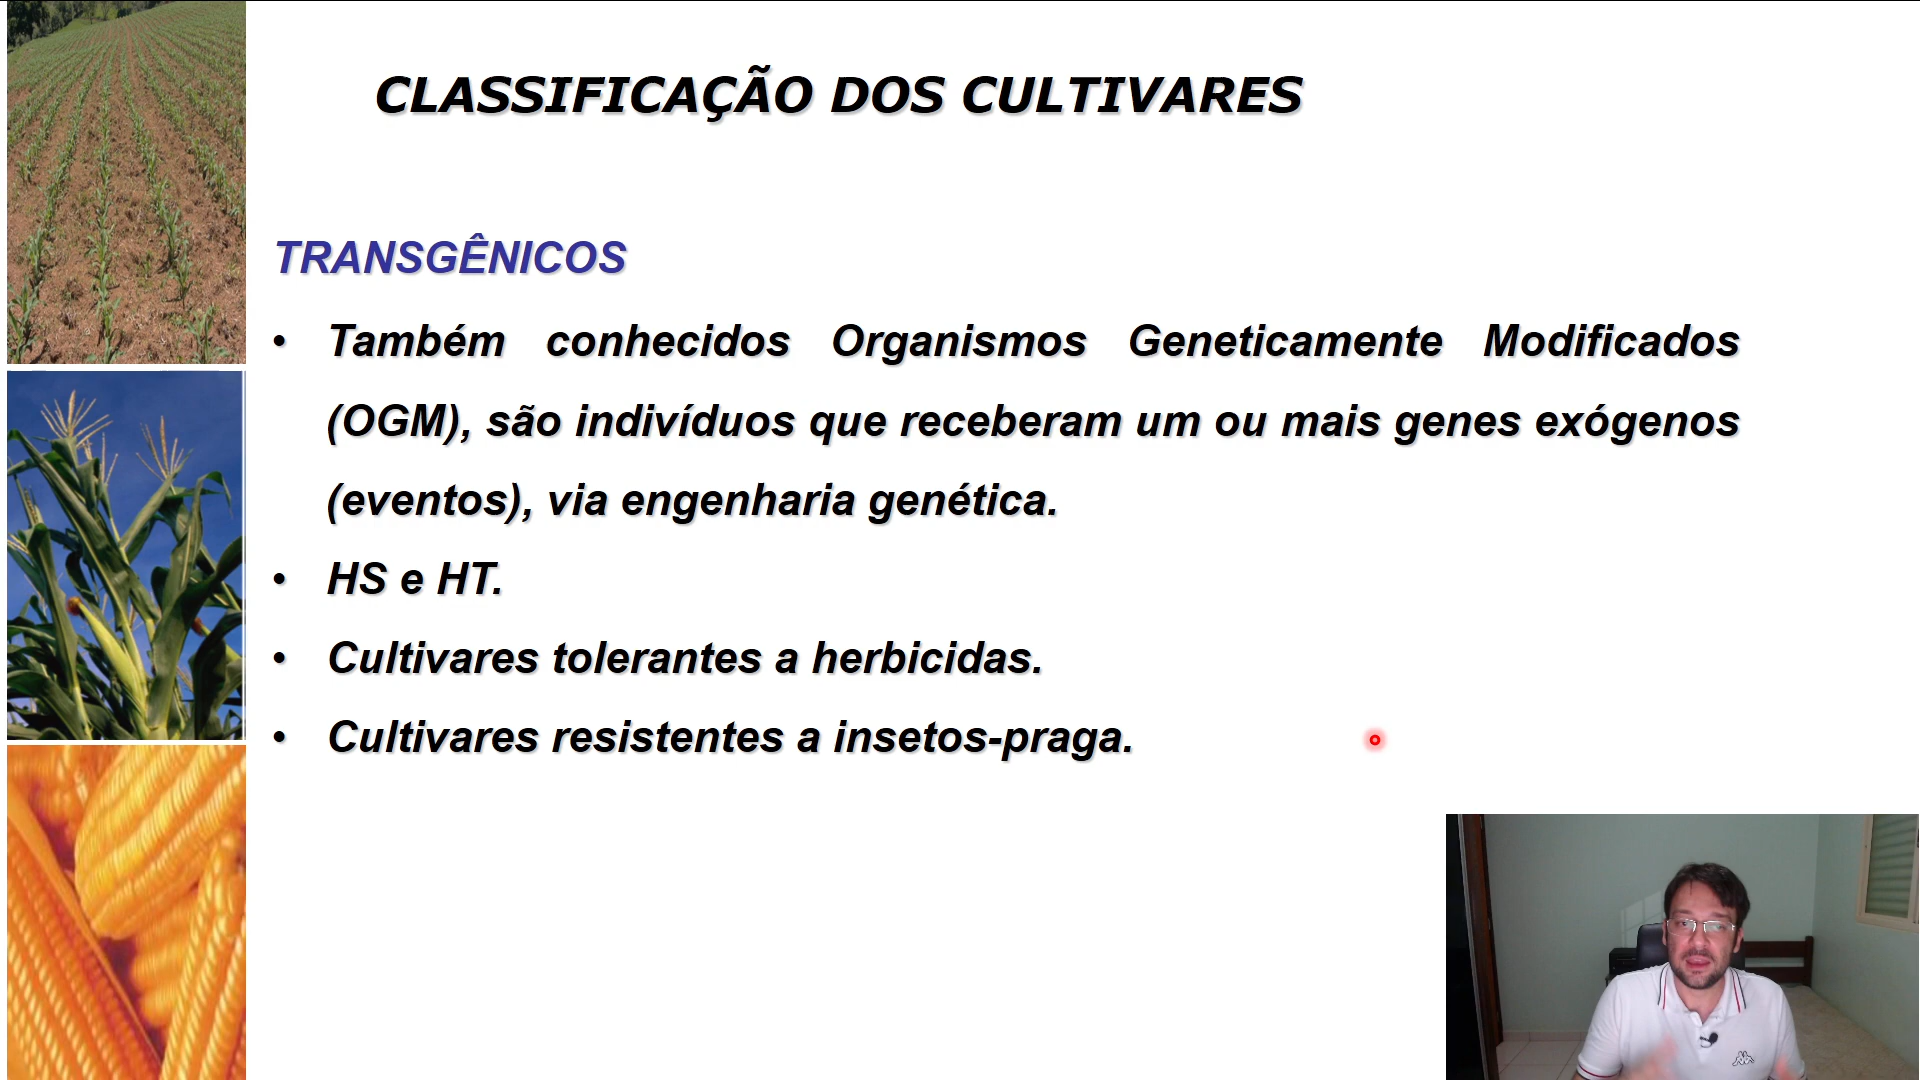 CLASSIFICAÇÃO DOS CULTIVARES
TRANSGÊNICOS
• Também conhecidos Organismos Geneticamente Modificados
(OGM), são indivíduos que receberam um ou mais genes exógenos
(eventos), via engenharia genética.
• HS e HT.
• Cultivares tolerantes a herbicidas.
• Cultivares resistentes a insetos-praga.